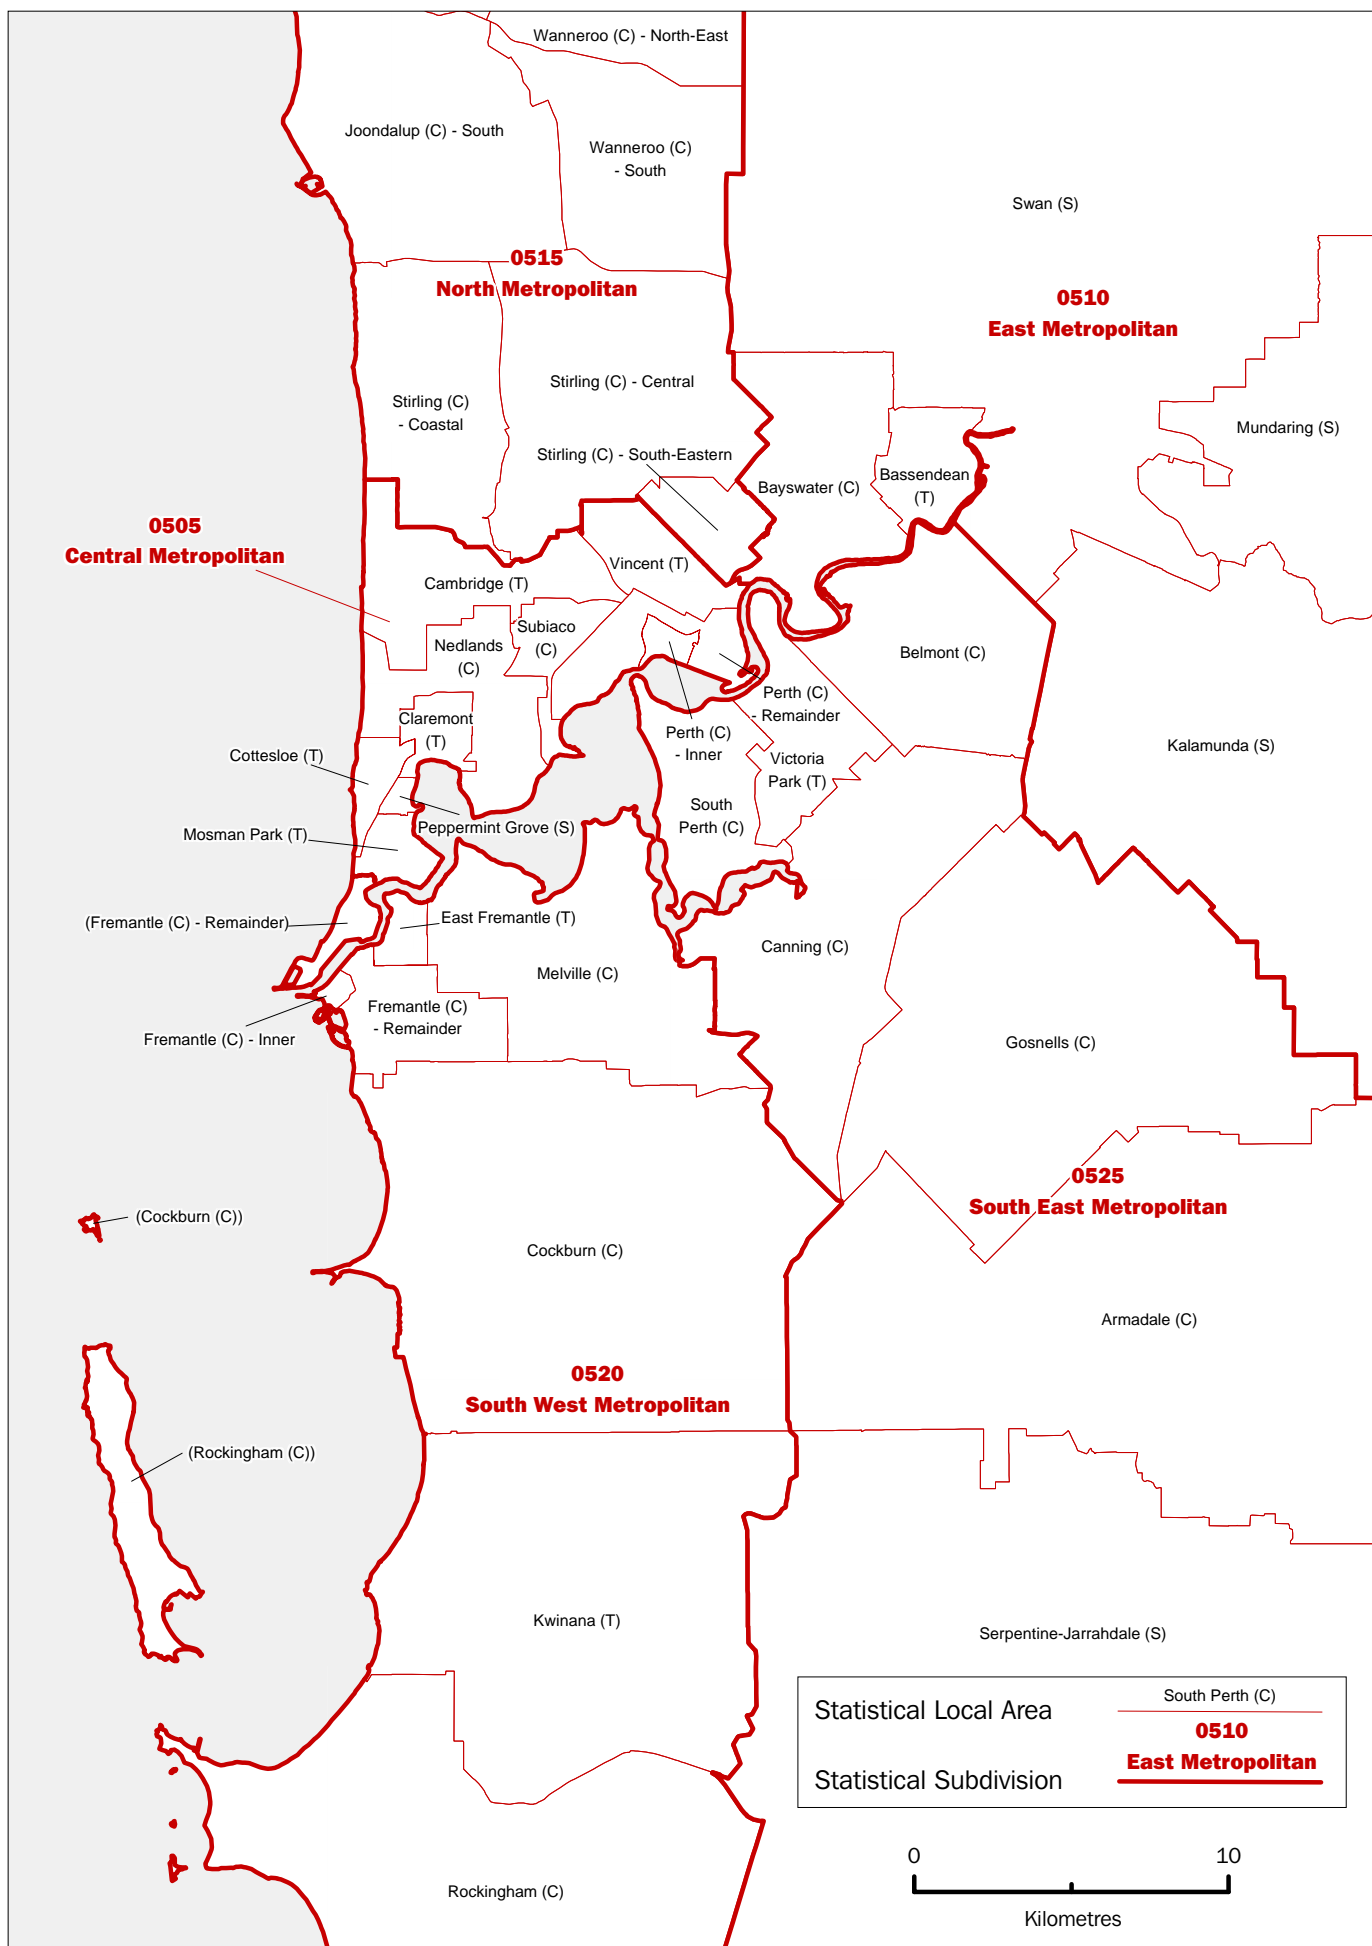 Wanneroo (C) - North-East
Joondalup (C) - South
Wanneroo (C)
- South
Swan (S)
0515
North Metropolitan
0510
East Metropolitan
Stirling (C) - Central
Stirling (C)
- Coastal
Mundaring (S)
Stirling (C) - South-Eastern
Bayswater (C)
Bassendean
(T)
0505
Central Metropolitan
Vincent (T)
Cambridge (T)
Subiaco
(C)
Nedlands
(C)
Belmont (C)
Perth (C)
- Remainder
Claremont
(T)
Perth (C)
- Inner
Kalamunda (S)
Cottesloe (T)
Victoria
Park (T)
South
Perth (C)
Peppermint Grove (S)
Mosman Park (T)
(Fremantle (C) - Remainder)
East Fremantle (T)
Canning (C)
Melville (C)
Fremantle (C)
- Remainder
Fremantle (C) - Inner
Gosnells (C)
0525
South East Metropolitan
(Cockburn (C))
Cockburn (C)
Armadale (C)
0520
South West Metropolitan
(Rockingham (C))
Kwinana (T)
Serpentine-Jarrahdale (S)
Statistical Local Area
South Perth (C)
0510
East Metropolitan
Statistical Subdivision
0
10
Kilometres
Rockingham (C)